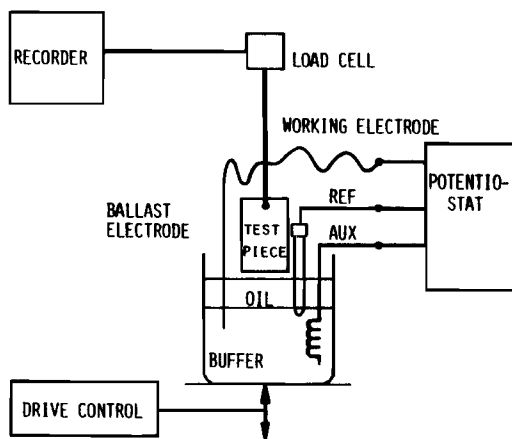 RECORDER
LOAD CELL
WORKING ELECTRODE
POTENTIO-
STAT
REF
BALLAST
ELECTRODE
TEST
PIECE
AUX
OIL
BUFFER
DRIVE CONTROL